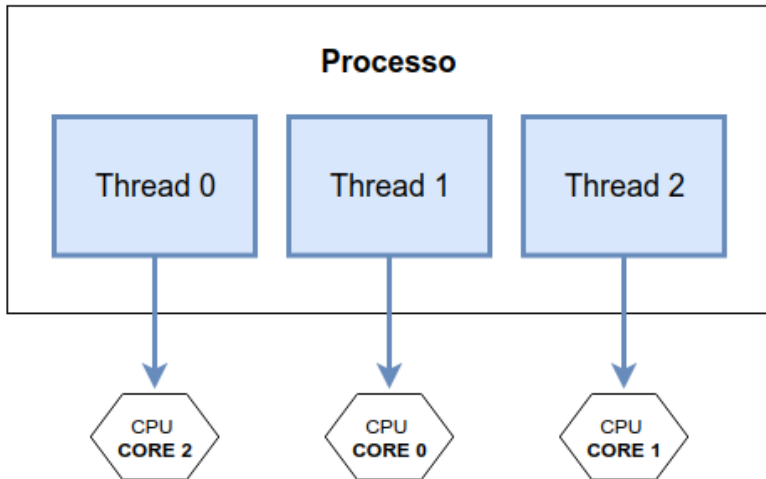 Processo
Thread 0
Thread 1
Thread 2
CPU
CORE 2
CPU
CORE 0
CPU
CORE 1